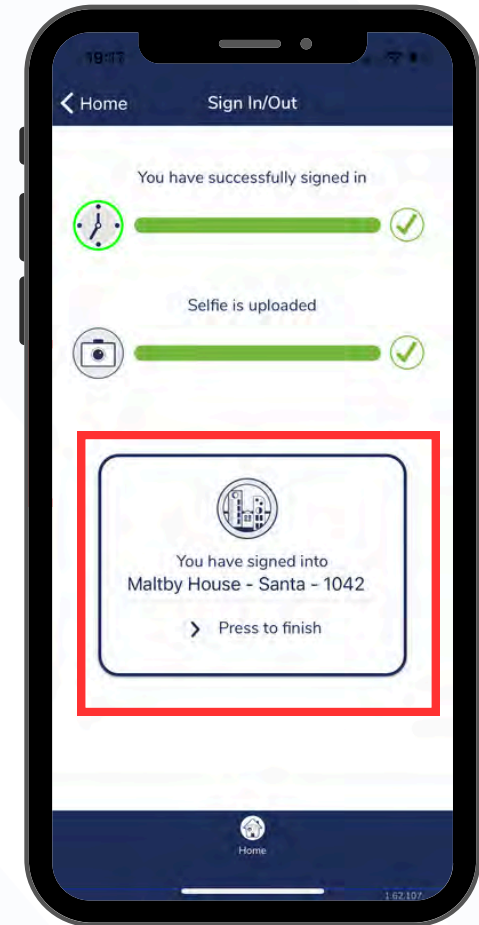 19:17
Home Sign In/Out
You have successfully signed in
Selfie is uploaded
You have signed into
Maltby House - Santa - 1042
Press to finish
Home
1.62.107